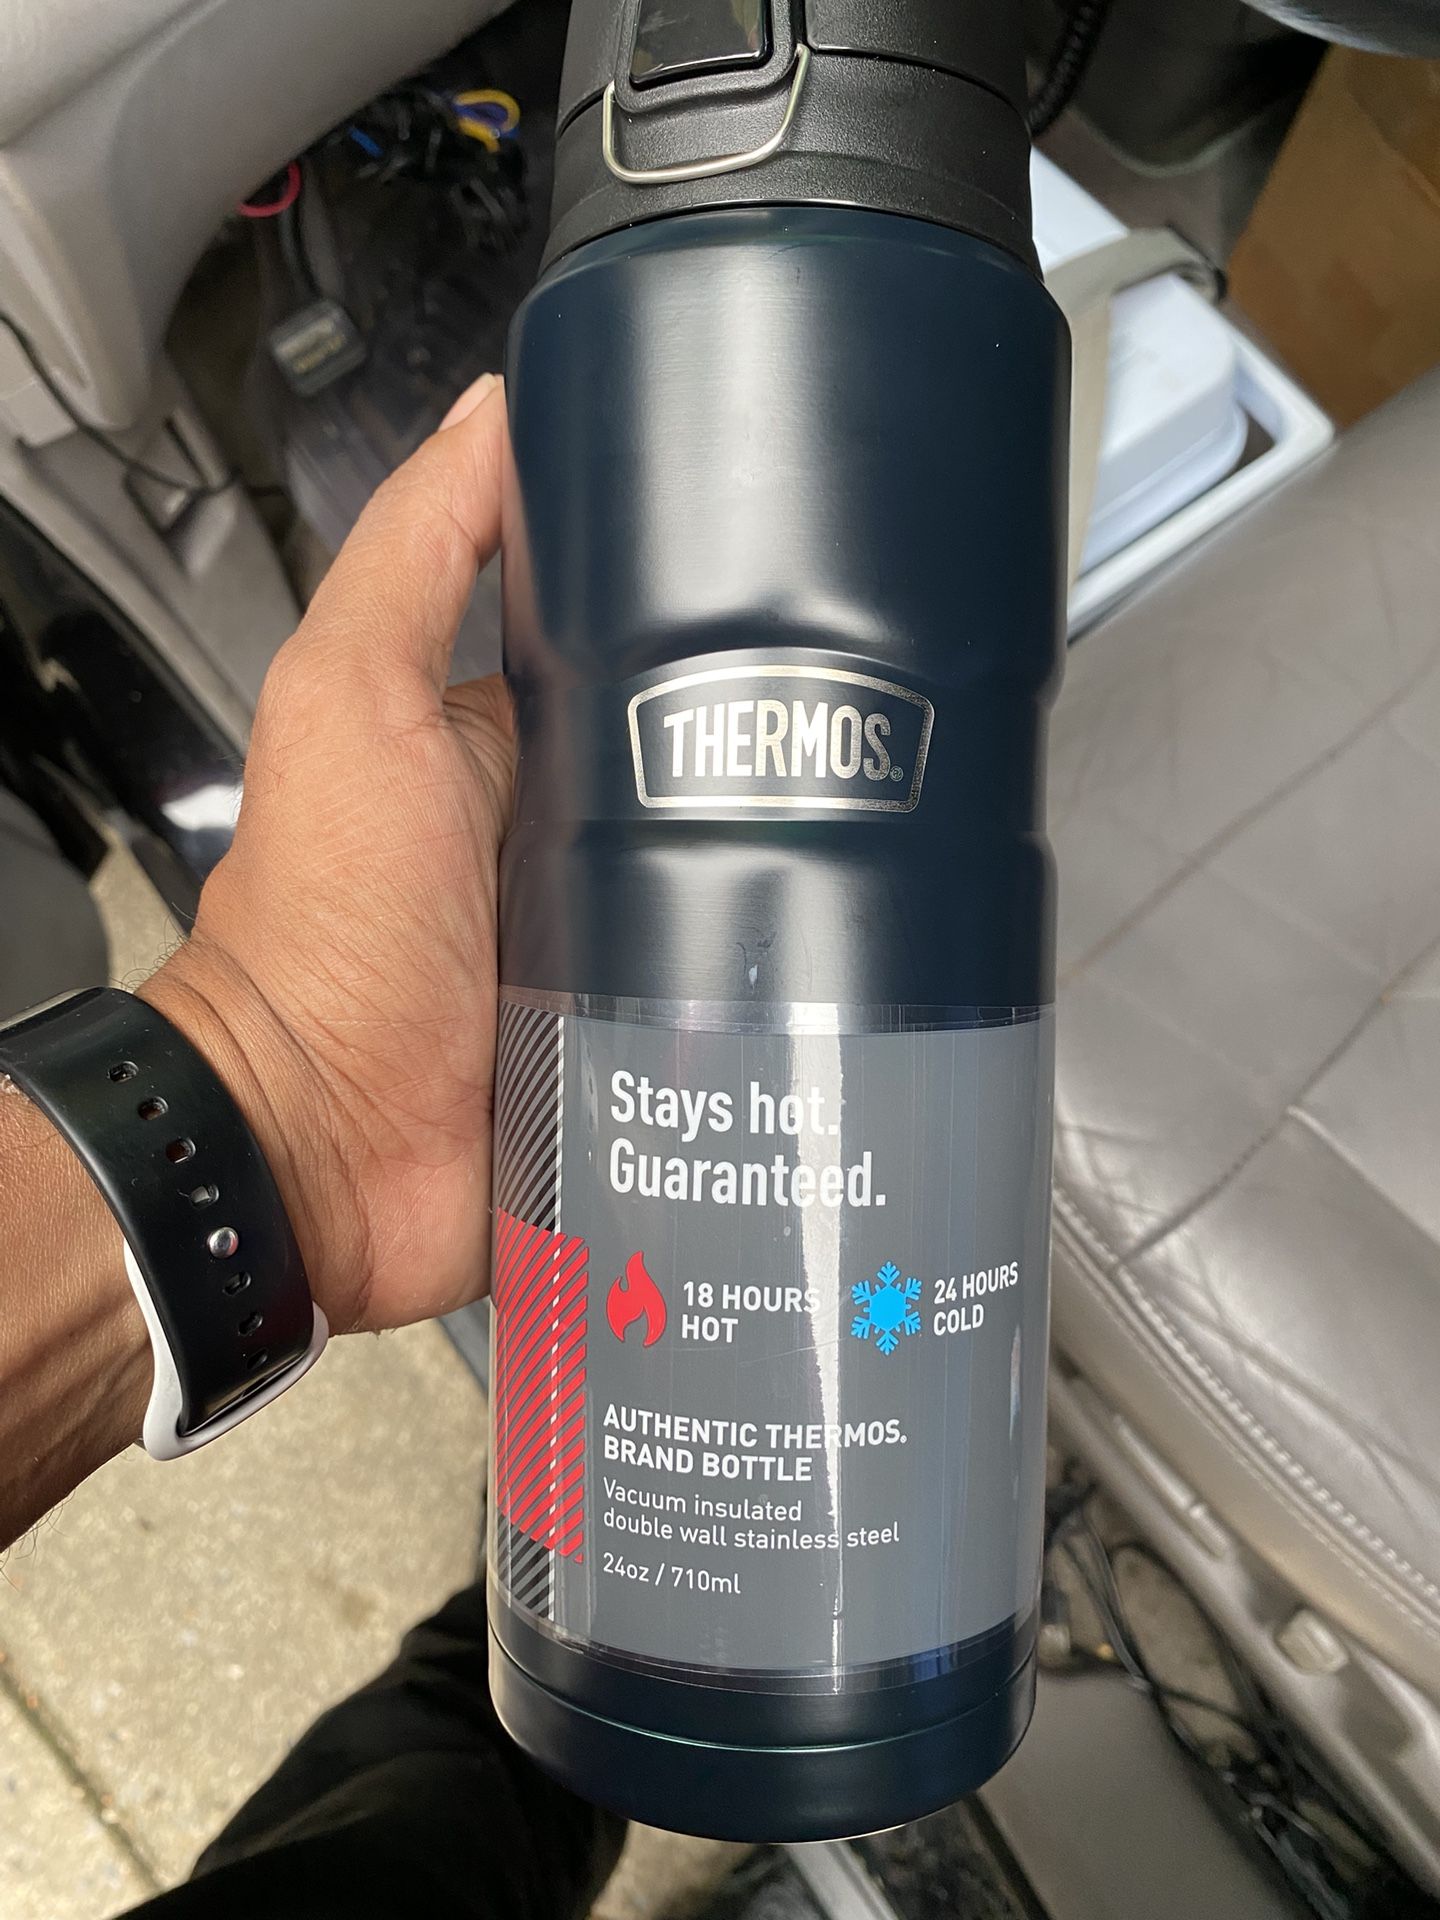 THERMOS®
Stays hot.
Guaranteed.
18 HOURS
HOT
24 HOURS
COLD
AUTHENTIC THERMOS®
BRAND BOTTLE
Vacuum insulated
double wall stainless steel
24oz / 710ml